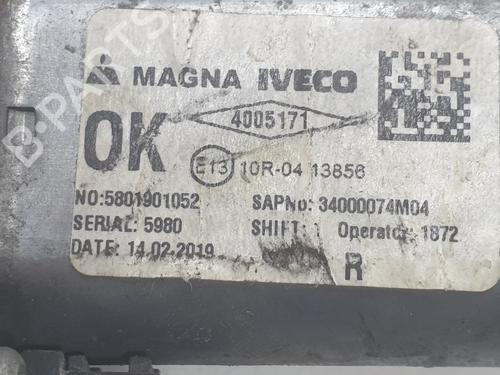 MAGNA IVECO
OK
4005171
E13 10R-04 13856
NO:5801901052 SAPNo: 34000074M04
SERIAL: 5980 SHIFT: 1 Operator: 1872
DATE: 14.02.2019
R